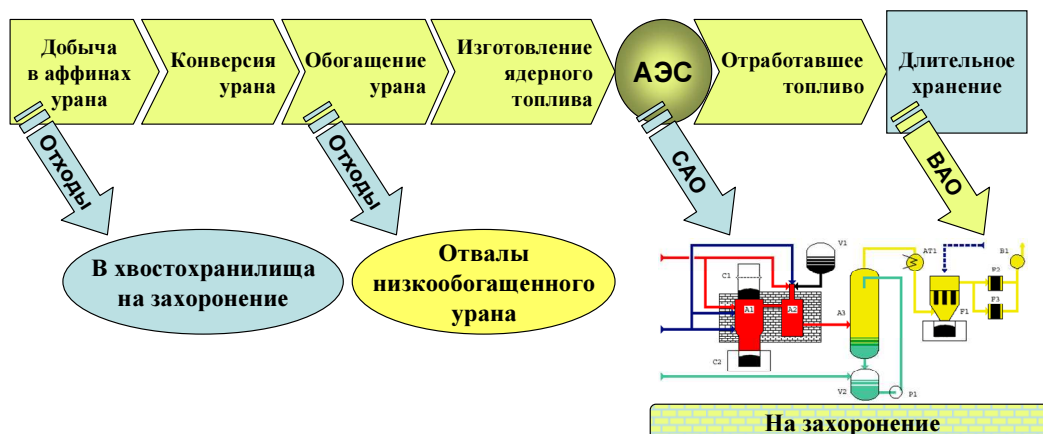 Добыча
в аффинах
урана
Конверсия
урана
Обогащение
урана
Изготовление
ядерного
топлива
АЭС
Отработавшее
топливо
Длительное
хранение
Отходы
Отходы
САО
ВАО
В хвостохранилища
на захоронение
Отвалы
низкообогащенного
урана
V1
C1
A1
A2
A3
C2
V2
P1
AT1
B1
F2
F3
F1
На захоронение